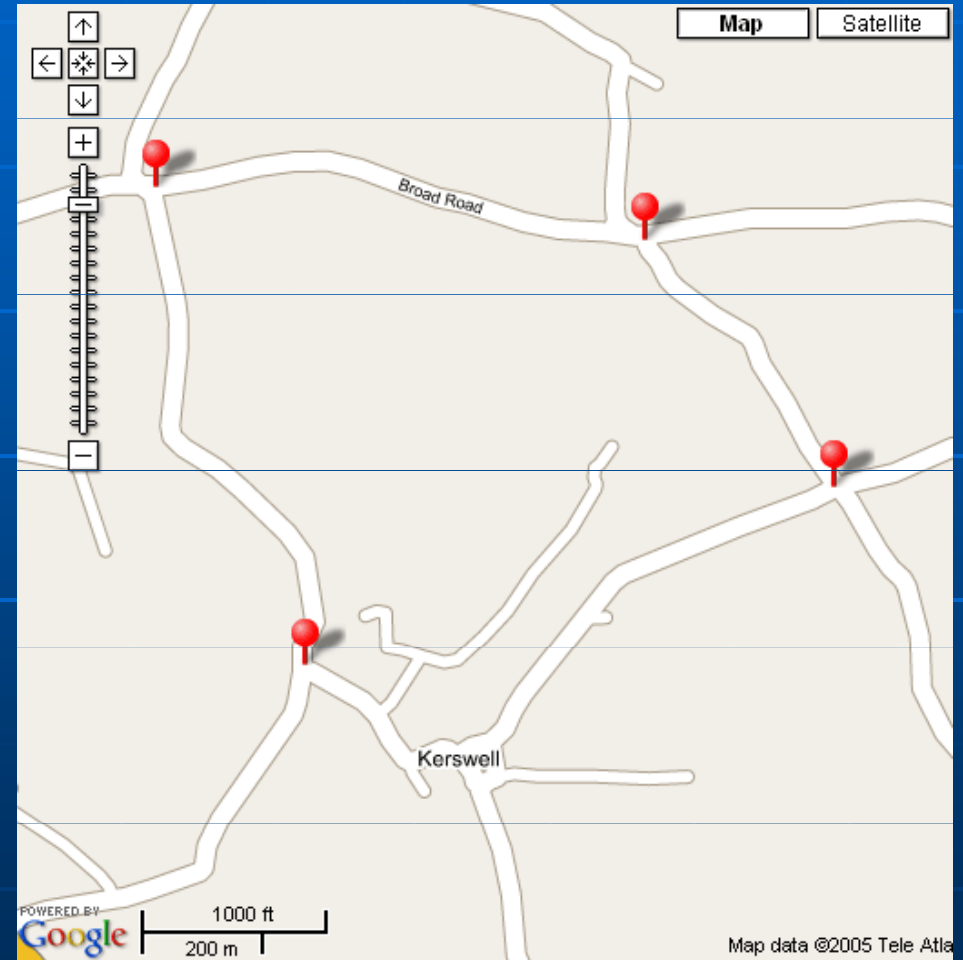 Map Satellite
Broad Road
Kerswell
1000 ft
200 m
POWERED BY
Google
Map data ©2005 Tele Atla